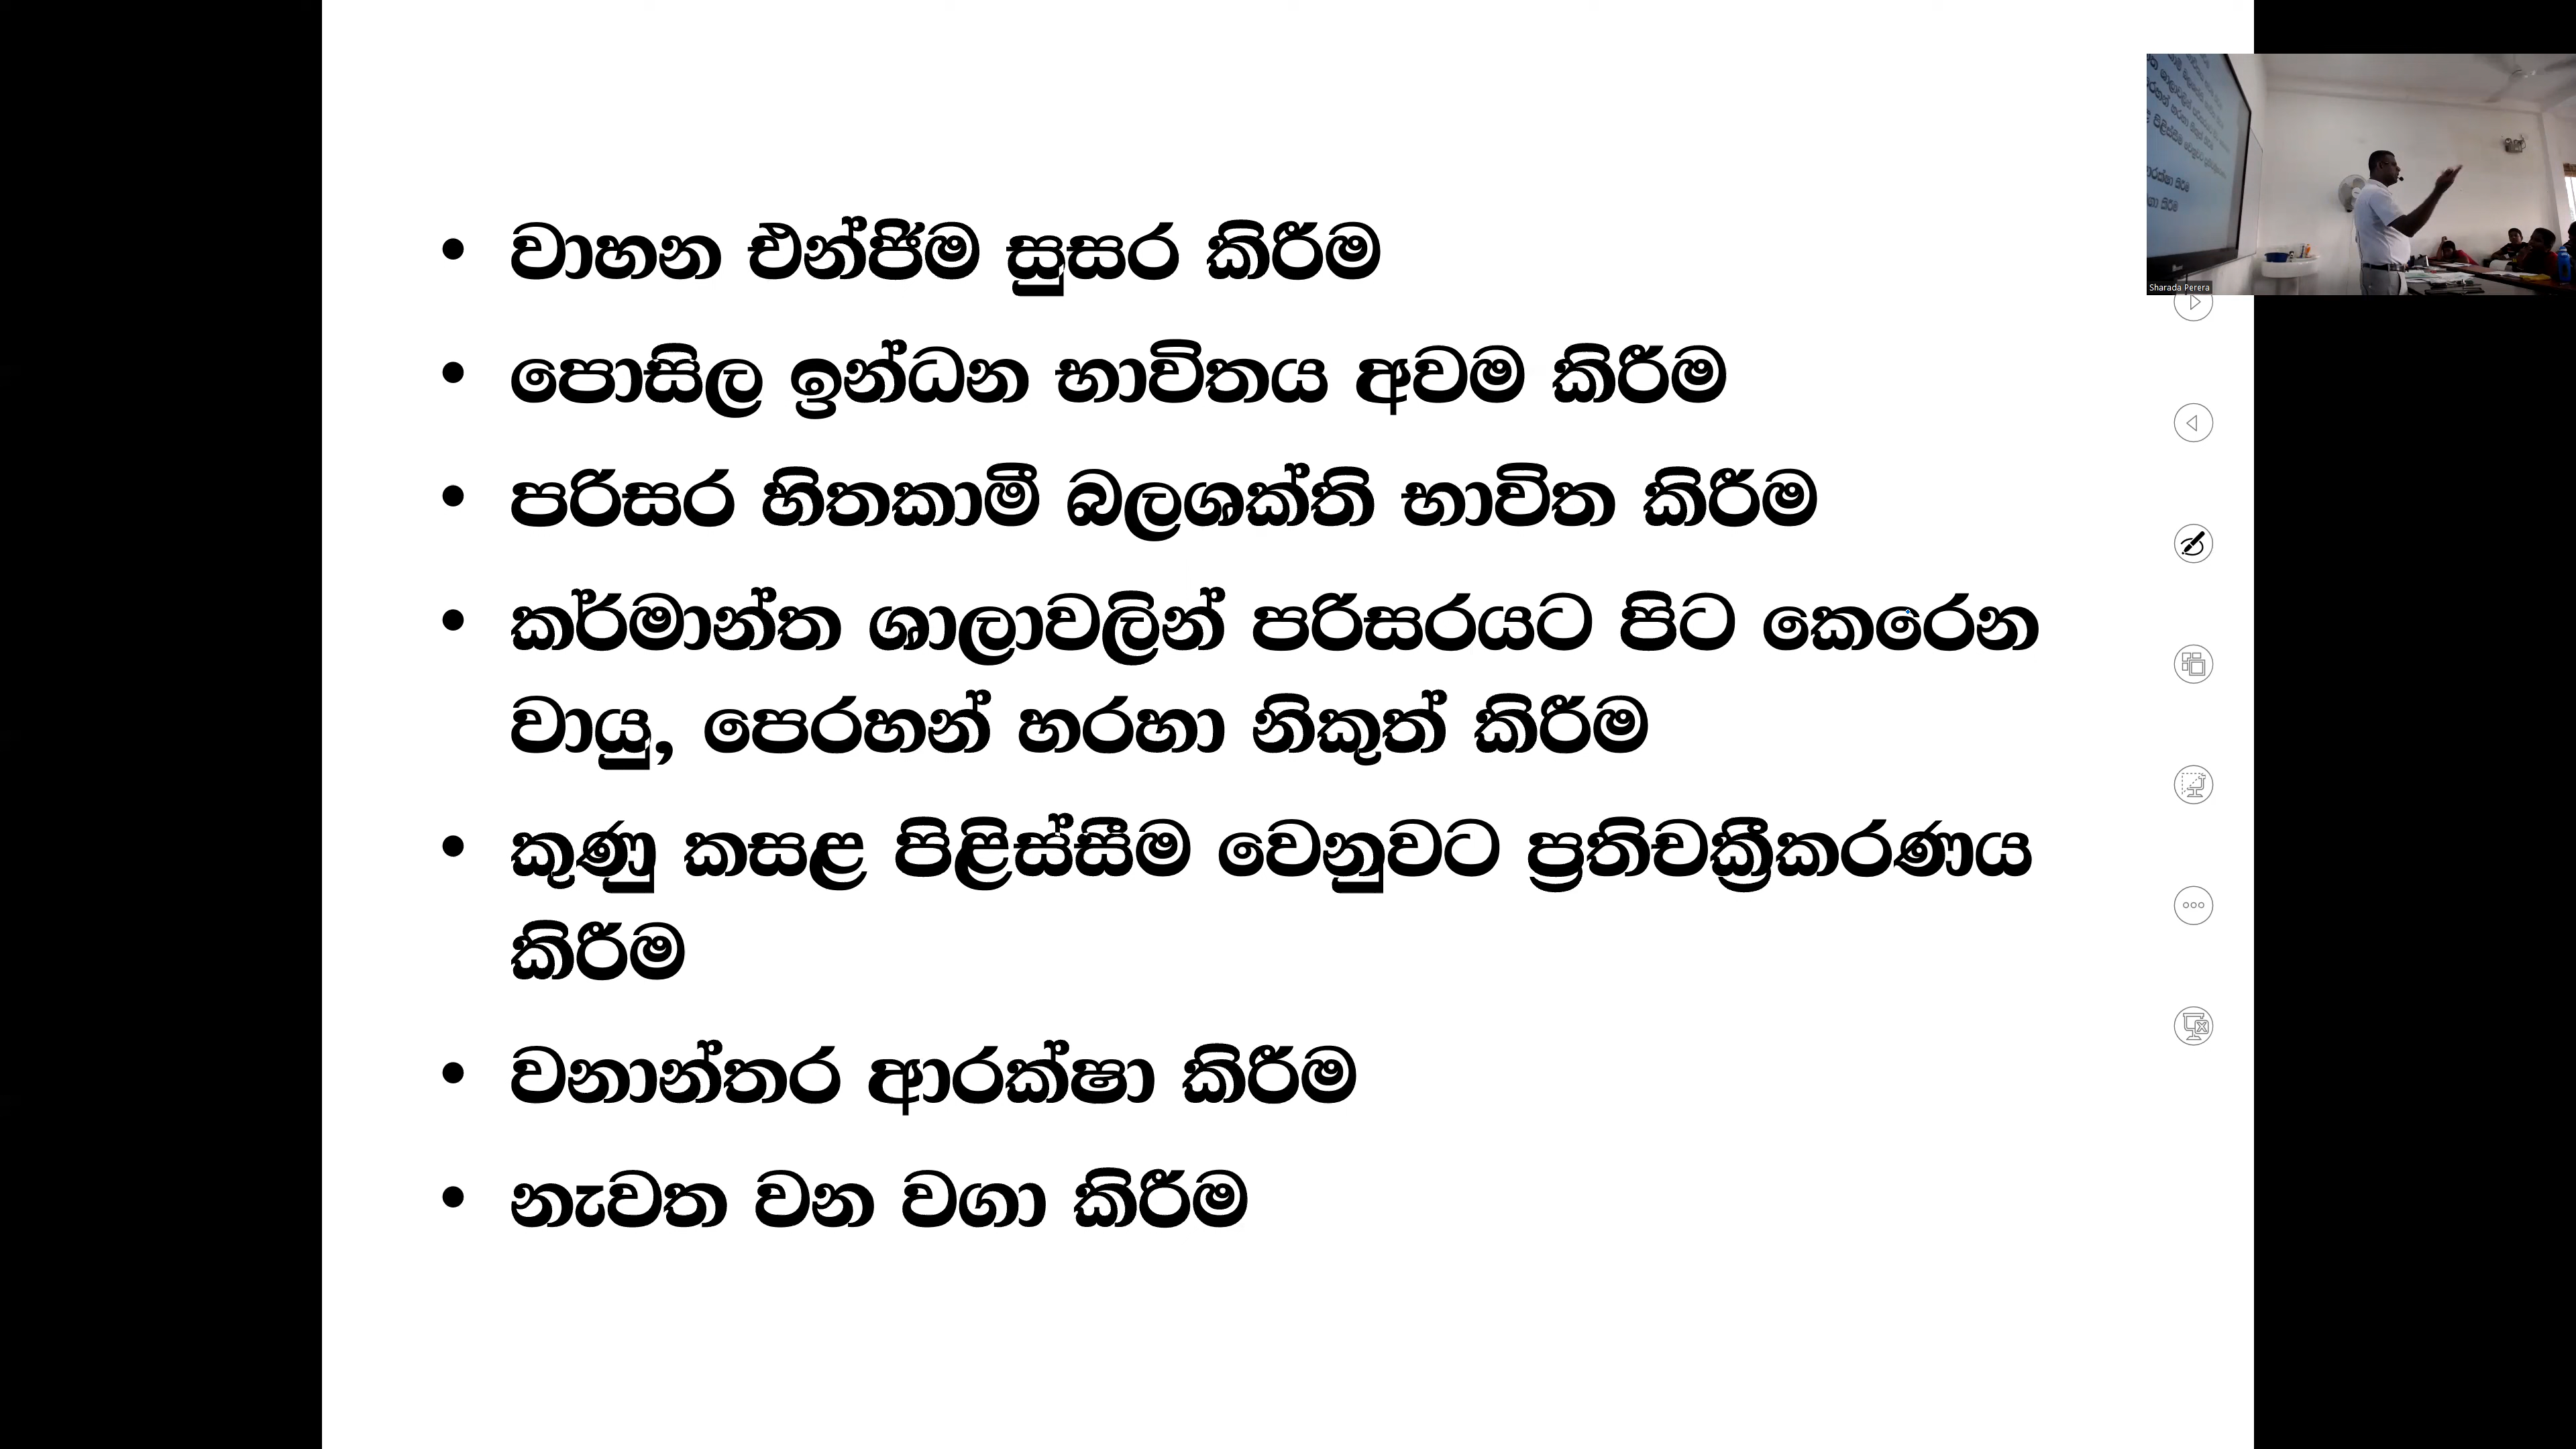 • වාහන එන්ජිම සුසර කිරීම
• පොසිල ඉන්ධන භාවිතය අවම කිරීම
• පරිසර හිතකාමී බලශක්ති භාවිත කිරීම
• කර්මාන්ත ශාලාවලින් පරිසරයට පිට කෙරෙන
වායු, පෙරහන් හරහා නිකුත් කිරීම
• කුණු කසළ පිළිස්සීම වෙනුවට ප්‍රතිචක්‍රීකරණය
කිරීම
• වනාන්තර ආරක්ෂා කිරීම
• නැවත වන වගා කිරීම
Sharada Perera